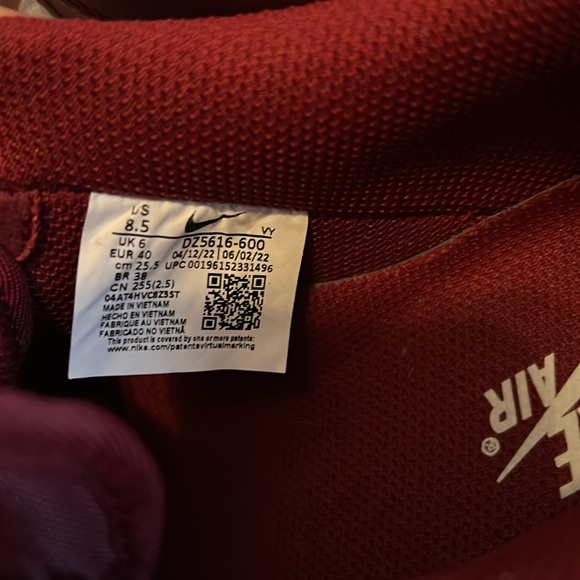 US
8.5
VY
UK 6 DZ5616-600
EUR 40 04/12/22 06/02/22
cm 25.5 UPC 00196152331496
BR 38
CN 255(2.5)
04AT4HVC8Z3ST
MADE IN VIETNAM
HECHO EN VIETNAM
FABRIQUE AU VIETNAM
FABRICADO NO VIETNÃ
This product is covered by one or more patents:
www.nike.com/patentsvirtualmarking
AIR
®